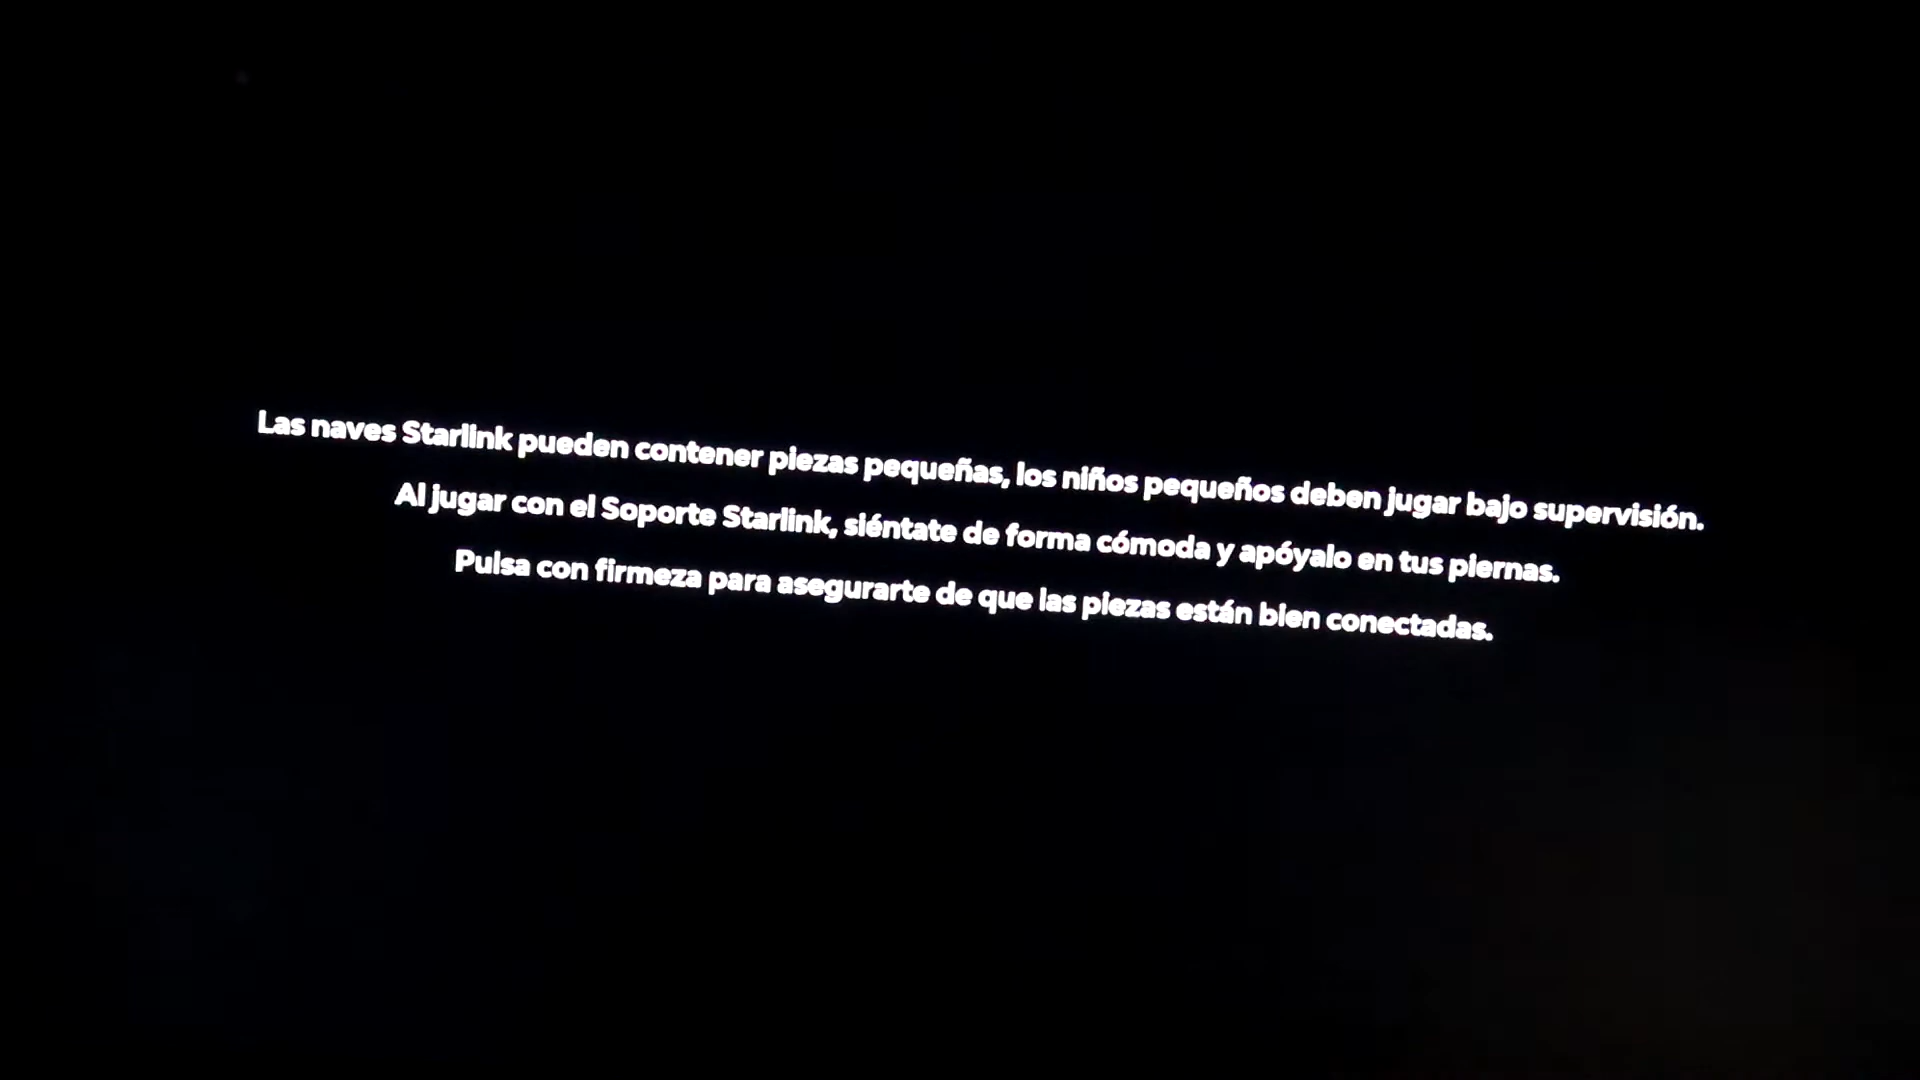 Las naves Starlink pueden contener piezas pequeñas, los niños pequeños deben jugar bajo supervisión.
Al jugar con el Soporte Starlink, siéntate de forma cómoda y apóyalo en tus piernas.
Pulsa con firmeza para asegurarte de que las piezas están bien conectadas.